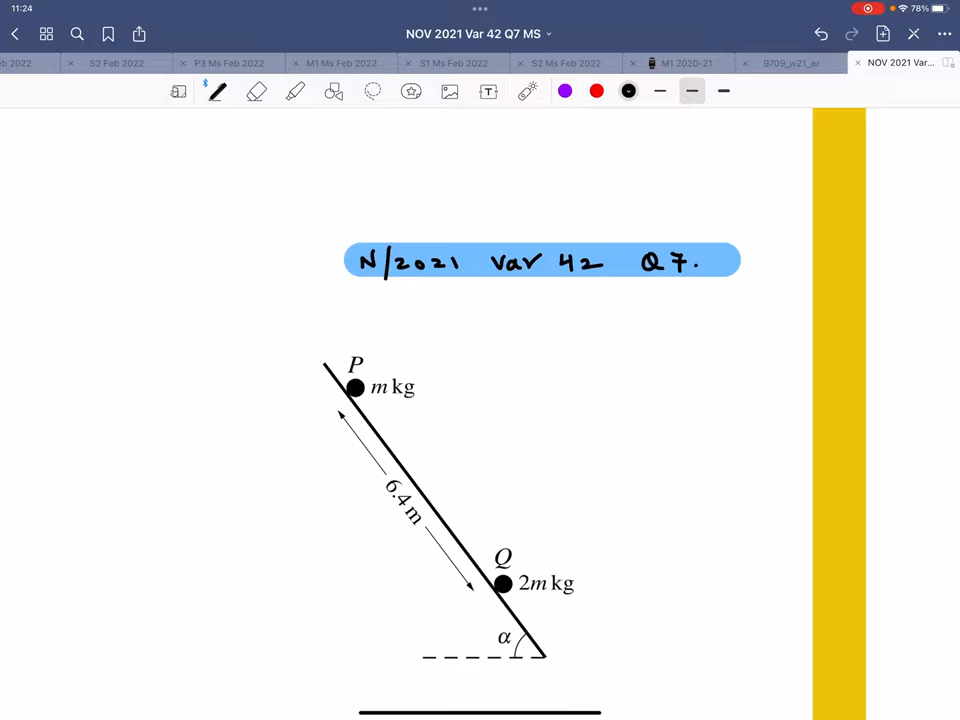 11:24
78%
NOV 2021 Var 42 Q7 MS
b 2022
S2 Feb 2022
P3 Ms Feb 2022
M1 Ms Feb 2022
S1 Ms Feb 2022
S2 Ms Feb 2022
M1 2020-21
9709_w21_er
NOV 2021 Var...
T
N/2021 var 42 Q7.
P
m kg
6.4 m
Q
2m kg
α